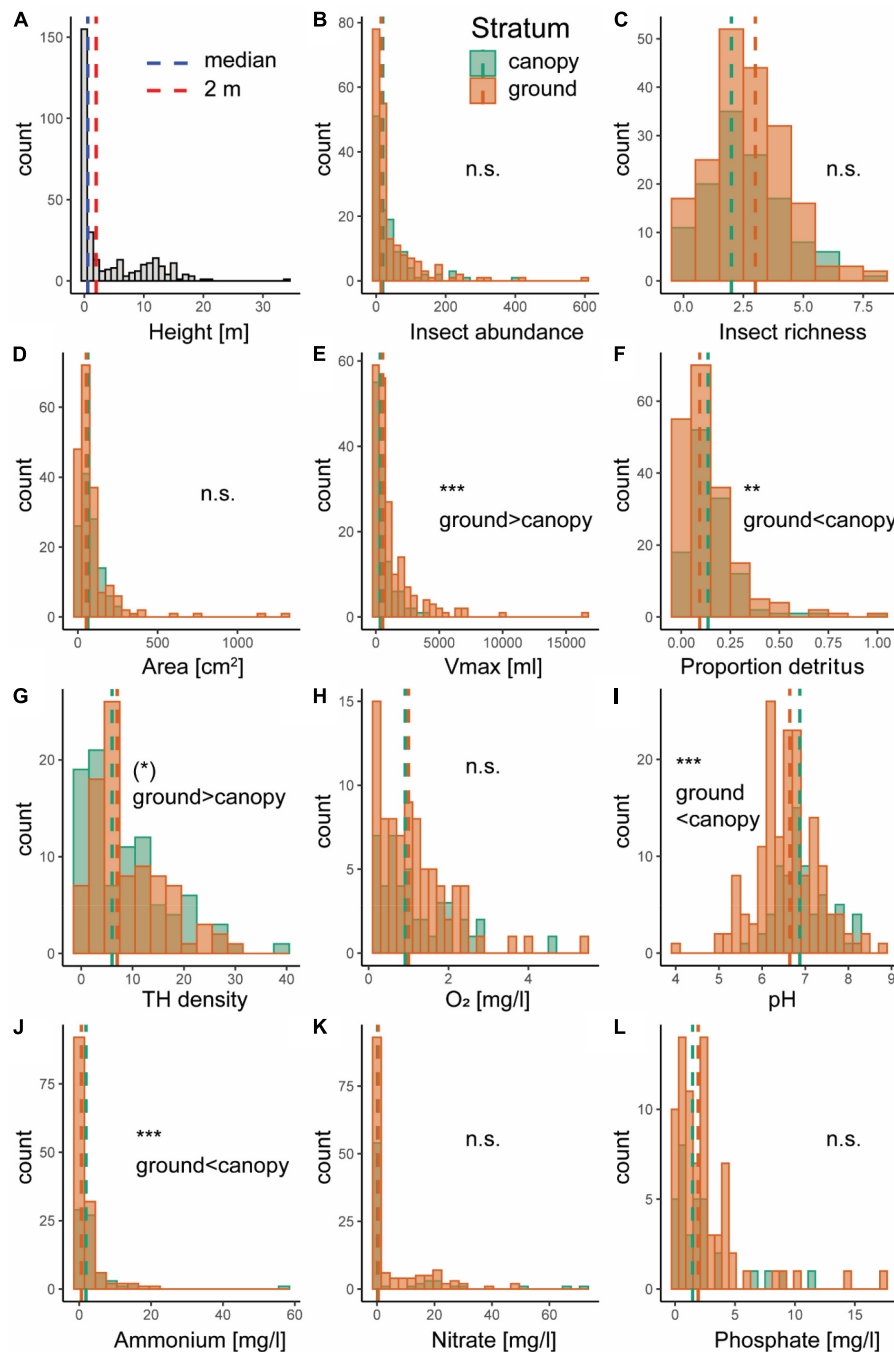 A
B
C
150
100
50
0
count
median
2 m
0
10
20
30
Height [m]
80
60
40
20
0
count
Stratum
canopy
ground
n.s.
0
200
400
600
Insect abundance
50
40
30
20
10
0
count
n.s.
0.0
2.5
5.0
7.5
Insect richness
D
E
F
60
40
20
0
count
n.s.
0
500
1000
Area [cm²]
60
50
40
30
20
10
0
count
***
ground>canopy
0
5000
10000
15000
Vmax [ml]
60
40
20
0
count
**
ground<canopy
0.00
0.25
0.50
0.75
1.00
Proportion detritus
G
H
I
20
10
0
count
(*)
ground>canopy
0
10
20
30
40
TH density
15
10
5
0
count
n.s.
0
2
4
O₂ [mg/l]
20
10
0
count
***
ground
<canopy
4
5
6
7
8
9
pH
J
K
L
75
50
25
0
count
***
ground<canopy
0
20
40
60
Ammonium [mg/l]
75
50
25
0
count
n.s.
0
20
40
60
Nitrate [mg/l]
10
5
0
count
n.s.
0
5
10
15
Phosphate [mg/l]